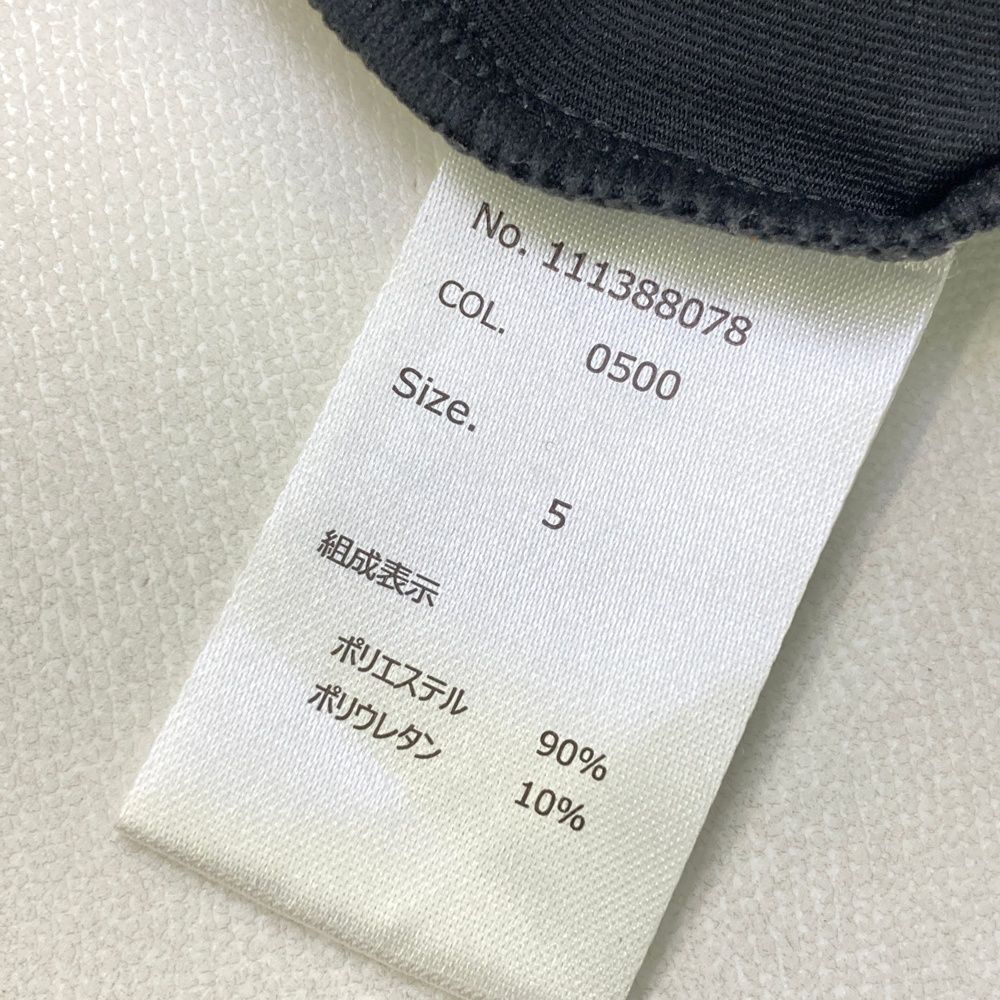 No. 111388078
COL. 0500
Size. 5
組成表示
ポリエステル 90%
ポリウレタン 10%